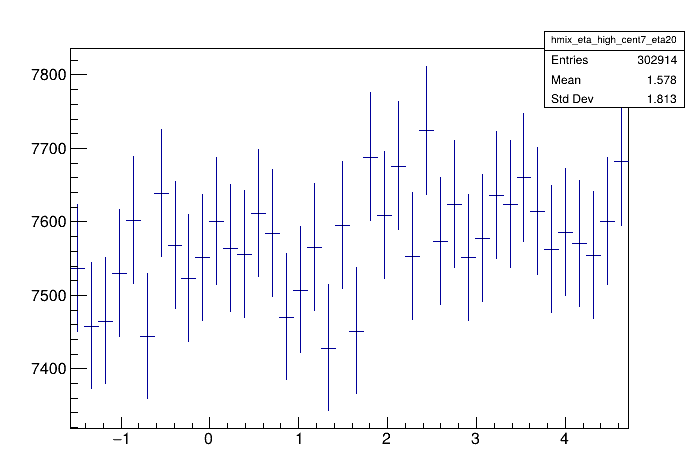 hmix_eta_high_cent7_eta20
Entries 302914
Mean 1.578
Std Dev 1.813
7800
7700
7600
7500
7400
−1 0 1 2 3 4